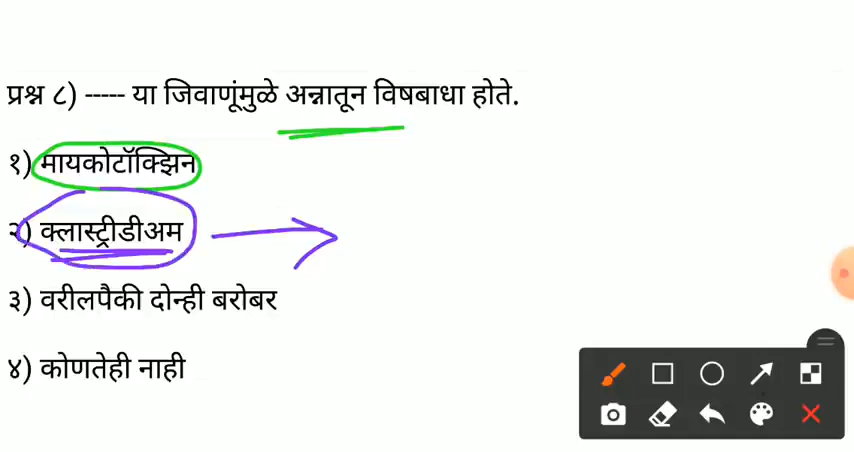 प्रश्न ८) ----- या जिवाणूंमुळे अन्नातून विषबाधा होते.
१) मायकोटॉक्झिन
२) क्लास्ट्रीडीअम
३) वरीलपैकी दोन्ही बरोबर
४) कोणतेही नाही